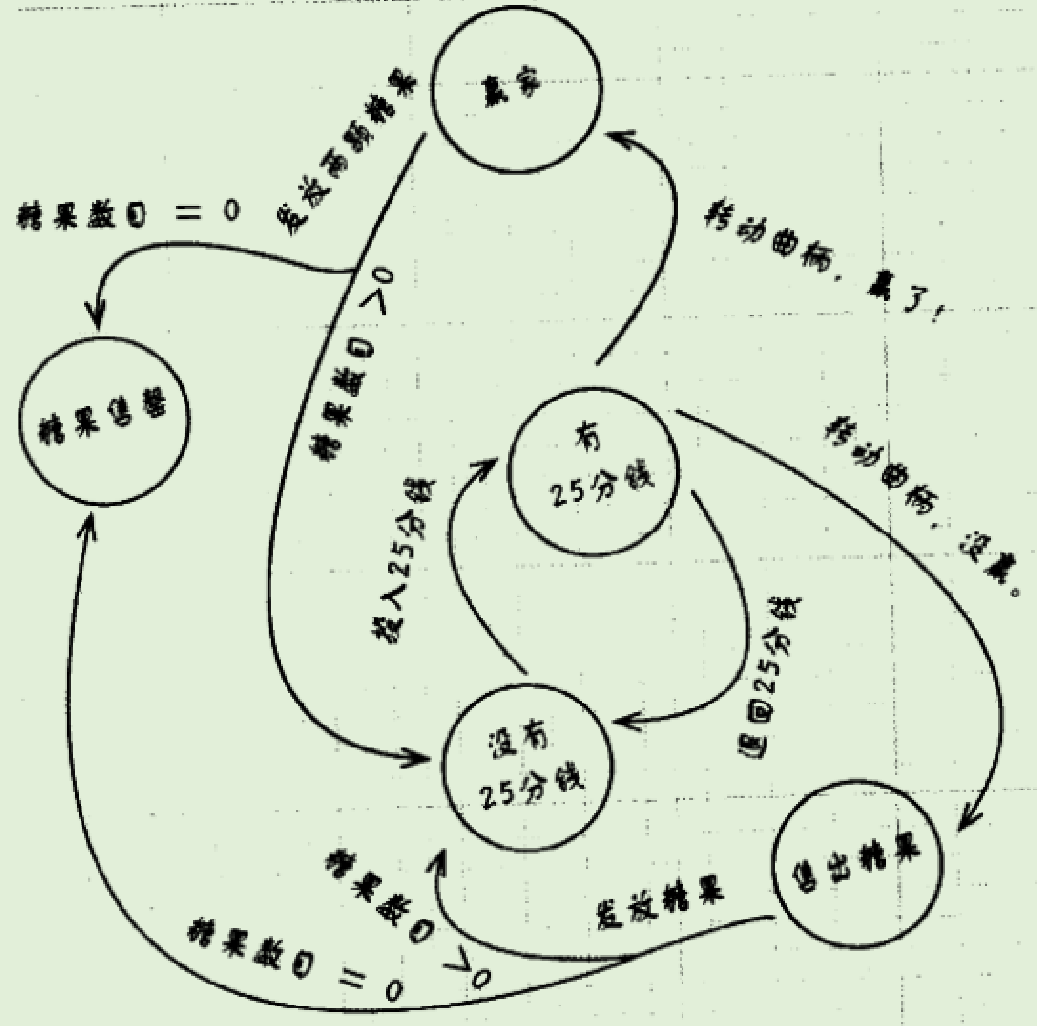 赢家
发放两颗糖果
糖果数目 = 0
转动曲柄，赢了！
糖果数目 >0
糖果售罄
有
25分钱
转动曲柄，没赢。
投入25分钱
退回25分钱
没有
25分钱
售出糖果
糖果数目 >0
发放糖果
糖果数目 = 0